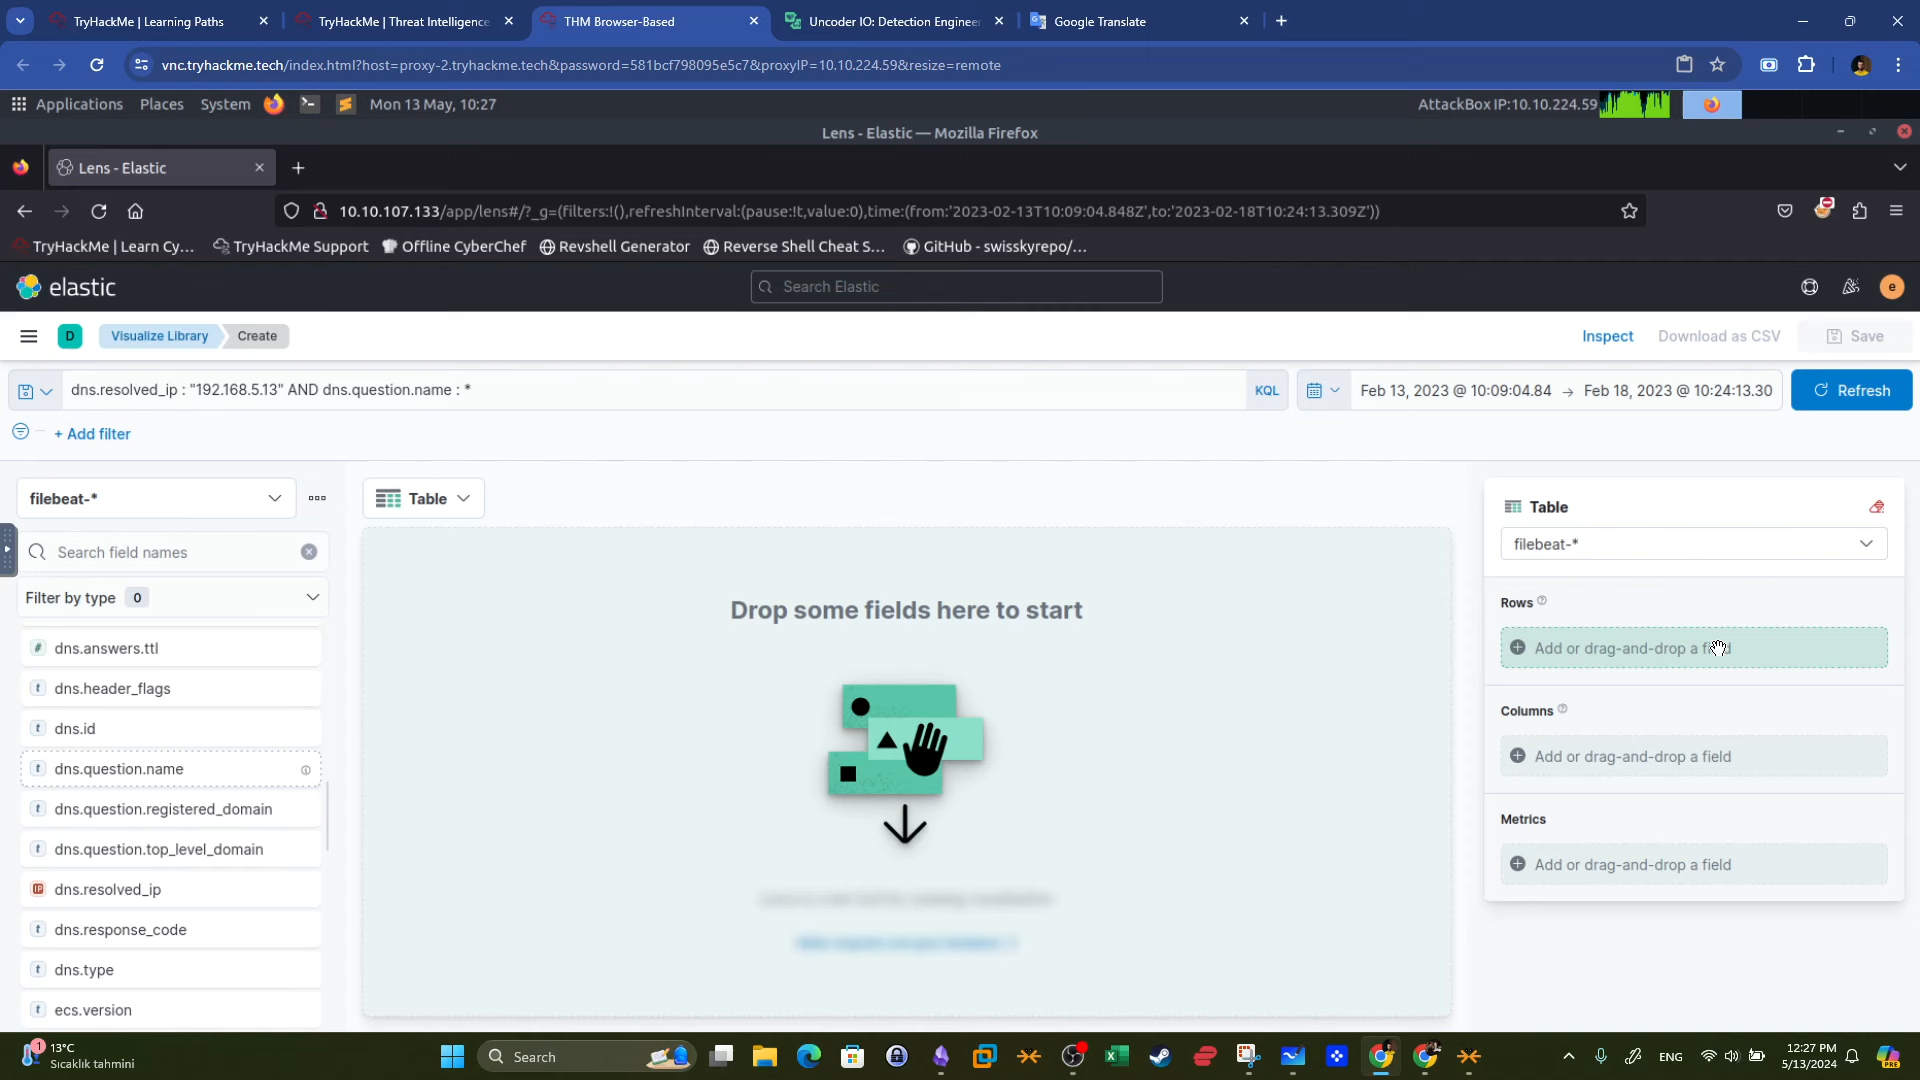 TryHackMe | Learning Paths
TryHackMe | Threat Intelligence
THM Browser-Based
Uncoder IO: Detection Engineer
Google Translate
vnc.tryhackme.tech/index.html?host=proxy-2.tryhackme.tech&password=581bcf798095e5c7&proxyIP=10.10.224.59&resize=remote
Applications Places System Mon 13 May, 10:27 AttackBox IP:10.10.224.59
Lens - Elastic — Mozilla Firefox
Lens - Elastic
10.10.107.133/app/lens#/?_g=(filters:!(),refreshInterval:(pause:!t,value:0),time:(from:'2023-02-13T10:09:04.848Z',to:'2023-02-18T10:24:13.309Z'))
TryHackMe | Learn Cy... TryHackMe Support Offline CyberChef Revshell Generator Reverse Shell Cheat S... GitHub - swisskyrepo/...
elastic
Search Elastic
e
D Visualize Library Create Inspect Download as CSV Save
dns.resolved_ip : "192.168.5.13" AND dns.question.name : * KQL Feb 13, 2023 @ 10:09:04.84 → Feb 18, 2023 @ 10:24:13.30 Refresh
+ Add filter
filebeat-*
Table
Search field names
Filter by type 0
dns.answers.ttl
dns.header_flags
dns.id
dns.question.name
dns.question.registered_domain
dns.question.top_level_domain
dns.resolved_ip
dns.response_code
dns.type
ecs.version
Drop some fields here to start
Table
filebeat-*
Rows
Add or drag-and-drop a field
Columns
Add or drag-and-drop a field
Metrics
Add or drag-and-drop a field
1
13°C
Sıcaklık tahmini
Search
ENG
12:27 PM
5/13/2024
PRE